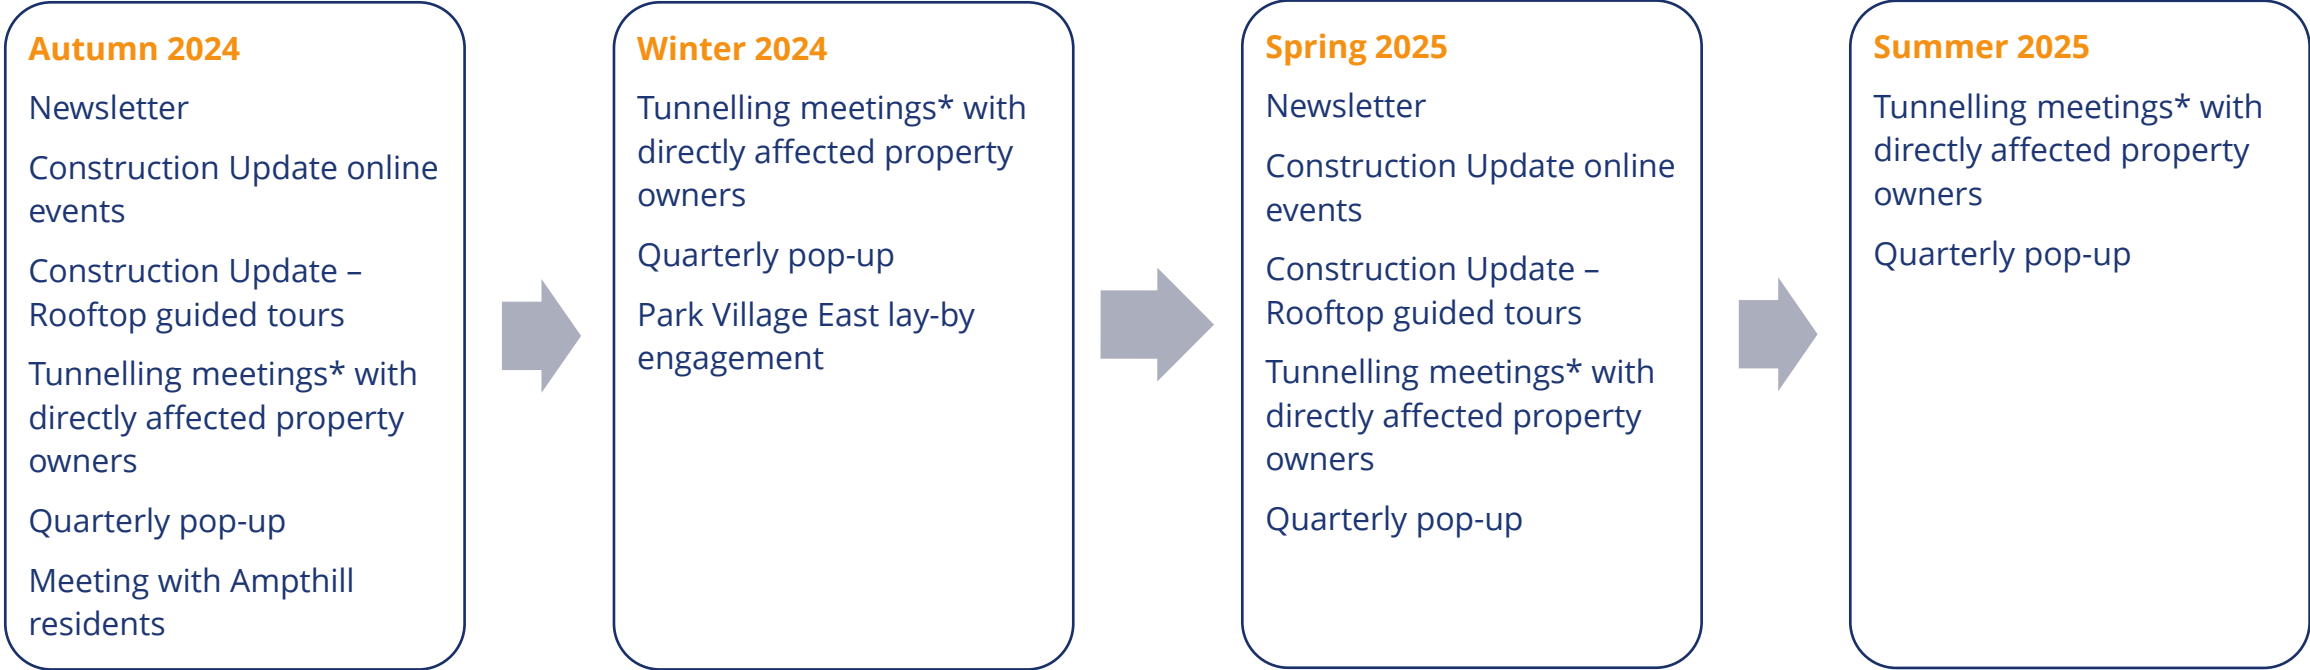 Autumn 2024
Newsletter
Construction Update online
events
Construction Update –
Rooftop guided tours
Tunnelling meetings* with
directly affected property
owners
Quarterly pop-up
Meeting with Ampthill
residents
Winter 2024
Tunnelling meetings* with
directly affected property
owners
Quarterly pop-up
Park Village East lay-by
engagement
Spring 2025
Newsletter
Construction Update online
events
Construction Update –
Rooftop guided tours
Tunnelling meetings* with
directly affected property
owners
Quarterly pop-up
Summer 2025
Tunnelling meetings* with
directly affected property
owners
Quarterly pop-up